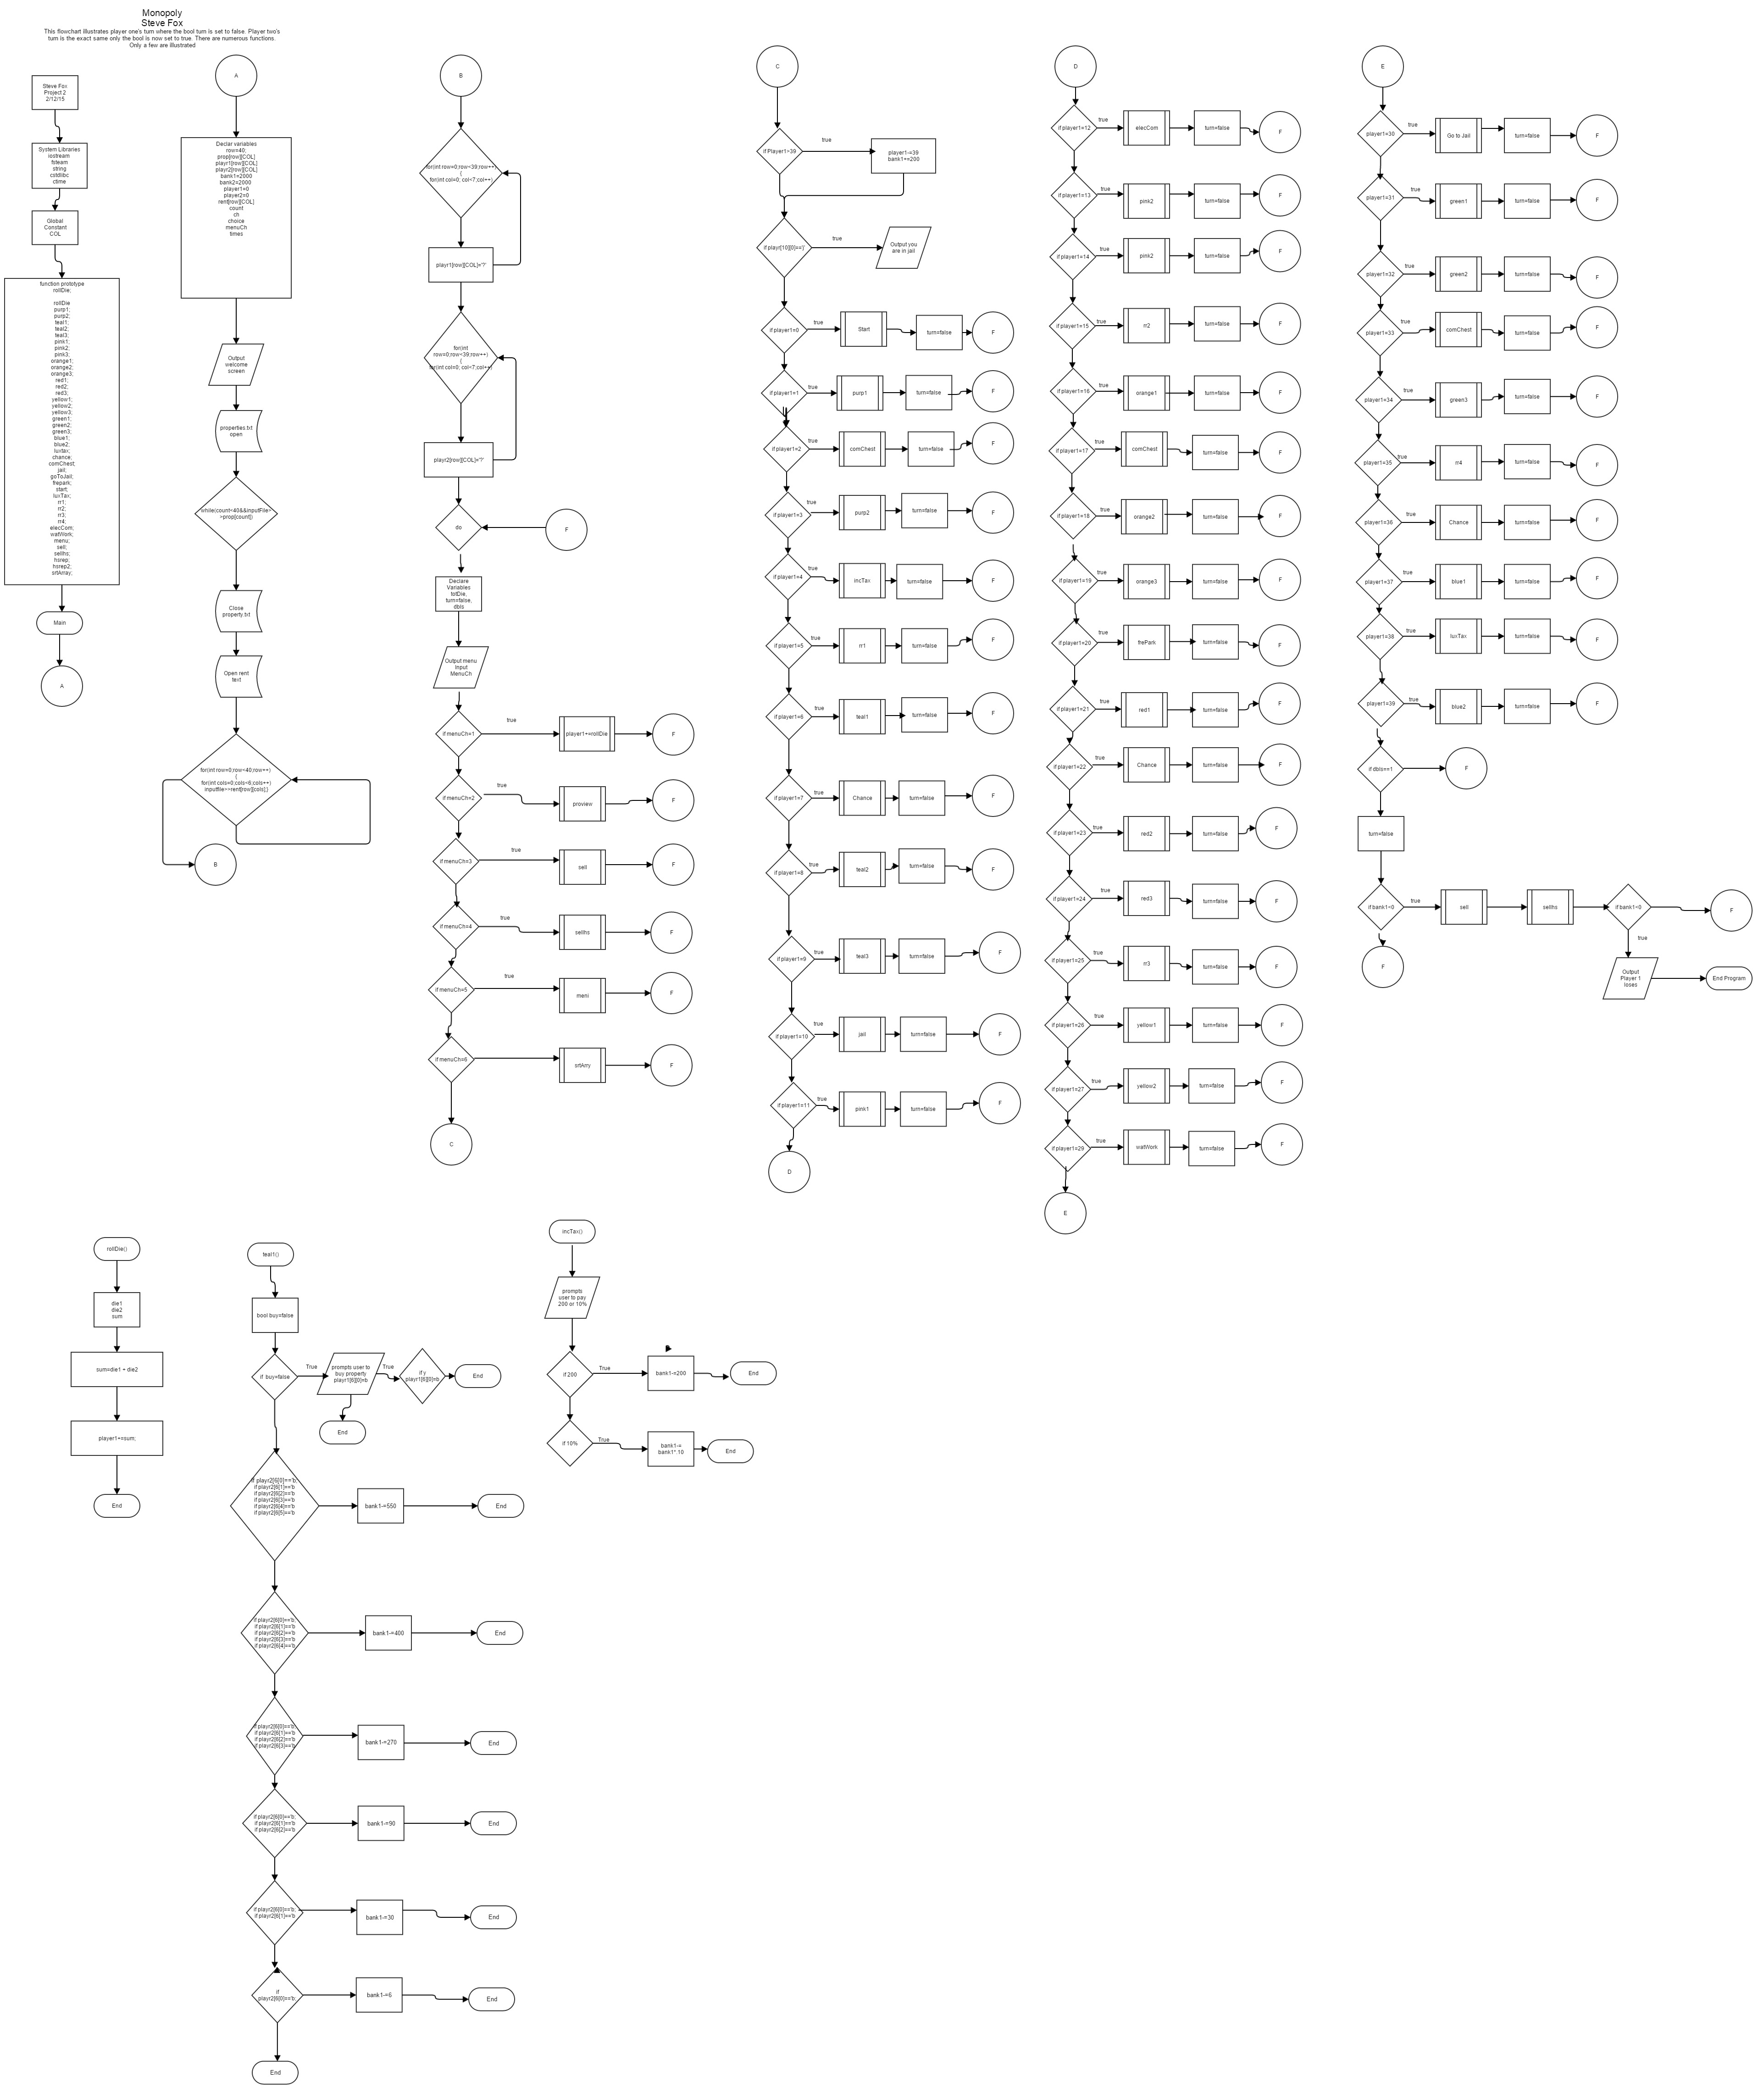 Monopoly
Steve Fox
This flowchart illustrates player one's turn where the bool turn is set to false. Player two's
turn is the exact same only the bool is now set to true. There are numerous functions.
Only a few are illustrated
Steve Fox
Project 2
2/12/15
System Libraries
iostream
fsteam
string
cstdlibc
ctime
Global
Constant
COL
function prototype
rollDie;
rollDie
purp1;
purp2;
teal1;
teal2;
teal3;
pink1;
pink2;
pink3;
orange1;
orange2;
orange3;
red1;
red2;
red3;
yellow1;
yellow2;
yellow3;
green1;
green2;
green3;
blue1;
blue2;
luxtax;
chance;
comChest;
jail;
goToJail;
frepark;
start;
luxTax;
rr1;
rr2;
rr3;
rr4;
elecCom;
watWork;
menu;
sell;
sellhs;
hsrep;
hsrep2;
srtArray;
Main
A
A
Declar variables
row=40;
prop[row][COL]
playr1[row][COL]
playr2[row][COL]
bank1=2000
bank2=2000
player1=0
player2=0
rent[row][COL]
count
ch
choice
menuCh
times
Output
welcome
screen
properties.txt
open
while(count<40&&inputFile>
>prop[count])
Close
property.txt
Open rent
text
for(int row=0;row<40;row++)
{
for(int cols=0;cols<6;cols++)
inputfile>>rent[row][cols];}
B
B
for(int row=0;row<39;row++)
{
for(int col=0; col<7;col++)
playr1[row][COL]='?'
for(int
row=0;row<39;row++)
{
for(int col=0; col<7;col++)
playr2[row][COL]='?'
do
F
Declare
Variables
totDie,
turn=false,
dbls
Output menu
Input
MenuCh
if menuCh=1
true
player1+=rollDie
F
if menuCh=2
true
proview
F
if menuCh=3
true
sell
F
if menuCh=4
true
sellhs
F
if menuCh=5
true
meni
F
if menuCh=6
srtArry
F
C
C
if Player1>39
true
player1-=39
bank1+=200
if playr[10][0]=='j'
true
Output you
are in jail
if player1=0
true
Start
turn=false
F
if player1=1
true
purp1
turn=false
F
if player1=2
true
comChest
turn=false
F
if player1=3
true
purp2
turn=false
F
if player1=4
true
incTax
turn=false
F
if player1=5
true
rr1
turn=false
F
if player1=6
true
teal1
turn=false
F
if player1=7
true
Chance
turn=false
F
if player1=8
true
teal2
turn=false
F
if player1=9
true
teal3
turn=false
F
if player1=10
true
jail
turn=false
F
if player1=11
true
pink1
turn=false
F
D
D
if player1=12
true
elecCom
turn=false
F
if player1=13
true
pink2
turn=false
F
if player1=14
true
pink2
turn=false
F
if player1=15
true
rr2
turn=false
F
if player1=16
true
orange1
turn=false
F
if player1=17
true
comChest
turn=false
F
if player1=18
true
orange2
turn=false
F
if player1=19
true
orange3
turn=false
F
if player1=20
true
frePark
turn=false
F
if player1=21
true
red1
turn=false
F
if player1=22
true
Chance
turn=false
F
if player1=23
true
red2
turn=false
F
if player1=24
true
red3
turn=false
F
if player1=25
true
rr3
turn=false
F
if player1=26
true
yellow1
turn=false
F
if player1=27
true
yellow2
turn=false
F
if player1=29
true
watWork
turn=false
F
E
E
player1=30
true
Go to Jail
turn=false
F
player1=31
true
green1
turn=false
F
player1=32
true
green2
turn=false
F
player1=33
true
comChest
turn=false
F
player1=34
true
green3
turn=false
F
player1=35
true
rr4
turn=false
F
player1=36
true
Chance
turn=false
F
player1=37
true
blue1
turn=false
F
player1=38
true
luxTax
turn=false
F
player1=39
true
blue2
turn=false
F
if dbls==1
F
turn=false
if bank1<0
true
sell
sellhs
if bank1<0
F
true
F
Output
Player 1
loses
End Program
rollDie()
die1
die2
sum
sum=die1 + die2
player1+=sum;
End
teal1()
bool buy=false
if buy=false
True
prompts user to
buy property
playr1[6][0]=b
True
if y
playr1[6][0]=b
End
End
if playr2[6[0]=='b;
if playr2[6[1]=='b
if playr2[6[2]=='b
if playr2[6[3]=='b
if playr2[6[4]=='b
if playr2[6[5]=='b
bank1-=550
End
if playr2[6[0]=='b;
if playr2[6[1]=='b
if playr2[6[2]=='b
if playr2[6[3]=='b
if playr2[6[4]=='b
bank1-=400
End
if playr2[6[0]=='b;
if playr2[6[1]=='b
if playr2[6[2]=='b
if playr2[6[3]=='b
bank1-=270
End
if playr2[6[0]=='b;
if playr2[6[1]=='b
if playr2[6[2]=='b
bank1-=90
End
if playr2[6[0]=='b;
if playr2[6[1]=='b
bank1-=30
End
if
playr2[6[0]=='b;
bank1-=6
End
End
incTax()
prompts
user to pay
200 or 10%
if 200
True
bank1-=200
End
if 10%
True
bank1-=
bank1*.10
End